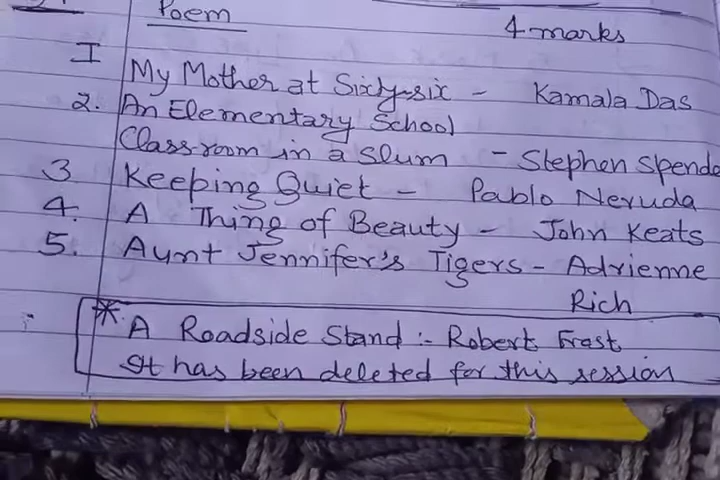 Poem 4 marks
I My Mother at Sixty-six - Kamala Das
2. An Elementary School
Classroom in a Slum - Stephen Spende
3 Keeping Quiet - Pablo Neruda
4. A Thing of Beauty - John Keats
5. Aunt Jennifer's Tigers - Adrienne
Rich
* A Roadside Stand :- Robert Frast
It has been deleted for this session